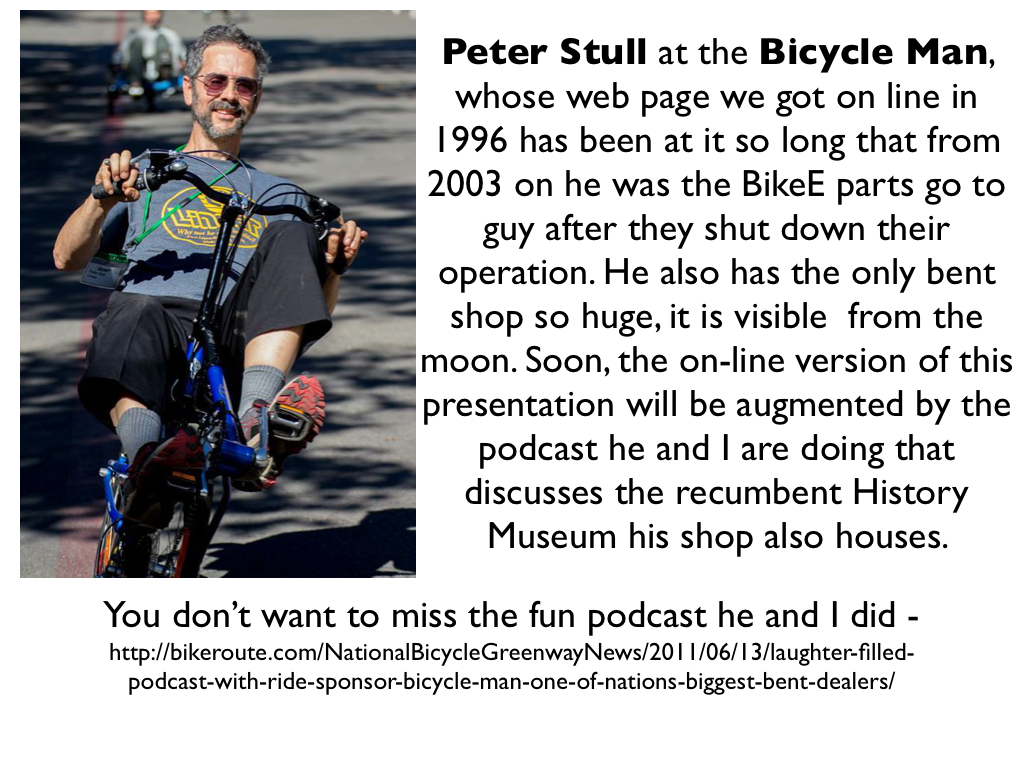 Peter Stull at the Bicycle Man,
whose web page we got on line in
1996 has been at it so long that from
2003 on he was the BikeE parts go to
guy after they shut down their
operation. He also has the only bent
shop so huge, it is visible  from the
moon. Soon, the on-line version of this
presentation will be augmented by the
podcast he and I are doing that
discusses the recumbent History
Museum his shop also houses.
You don't want to miss the fun podcast he and I did -
http://bikeroute.com/NationalBicycleGreenwayNews/2011/06/13/laughter-filled-
podcast-with-ride-sponsor-bicycle-man-one-of-nations-biggest-bent-dealers/